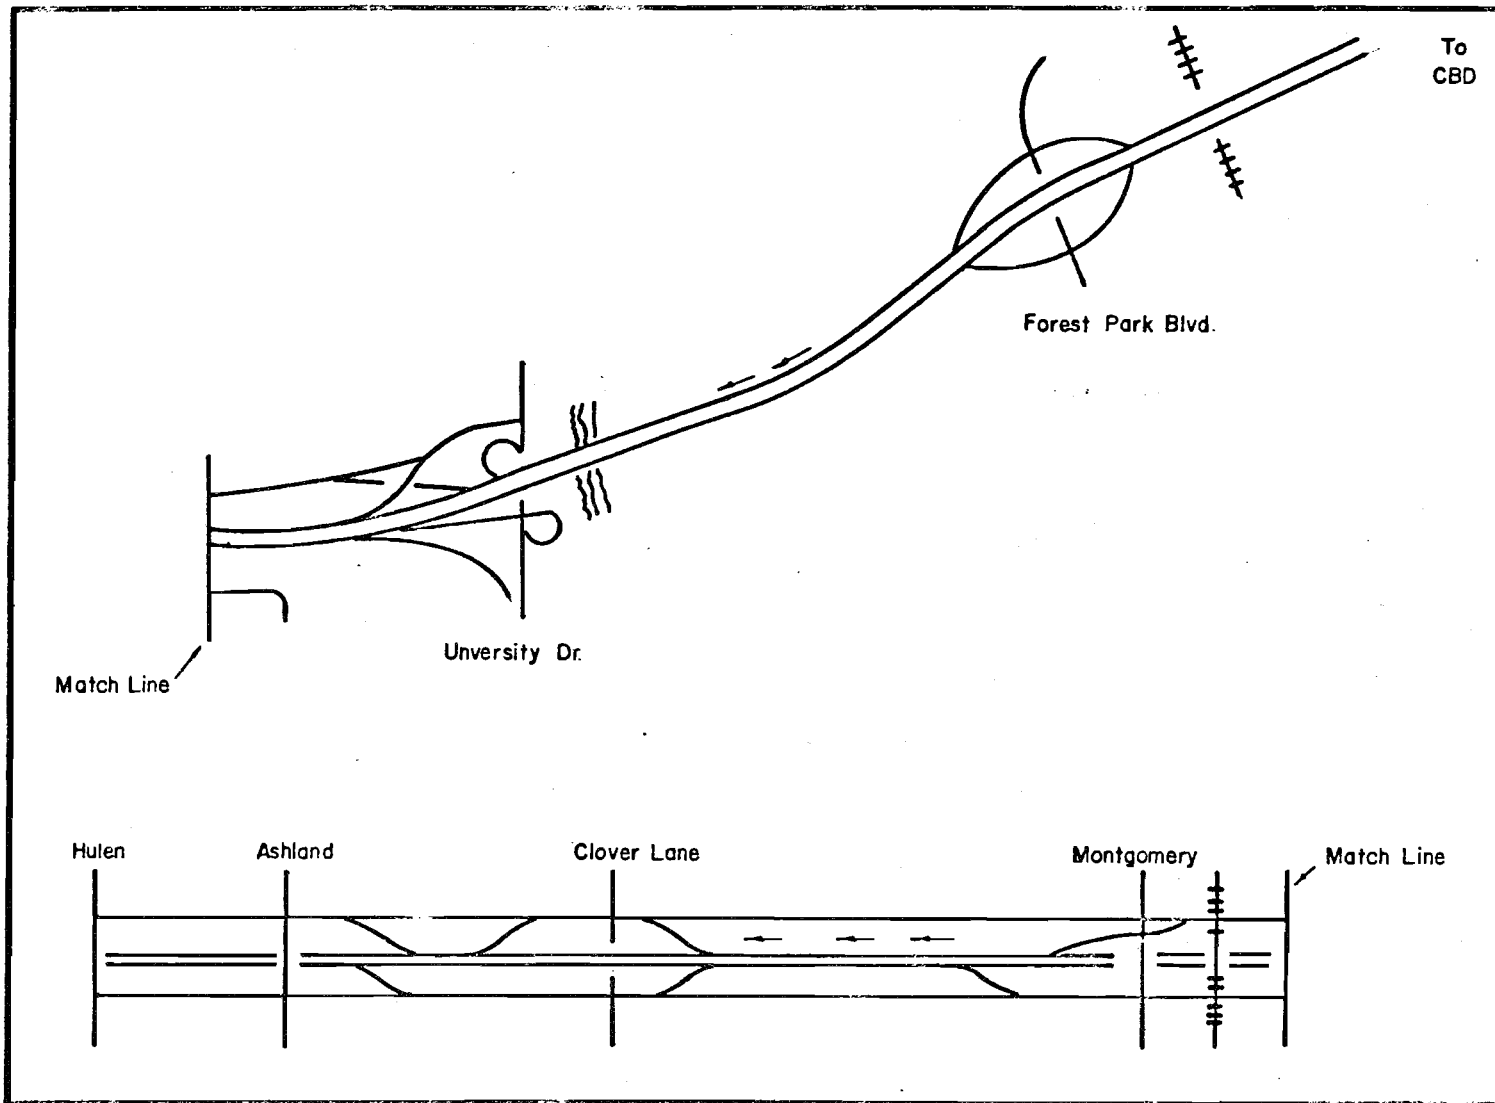 To
CBD
Forest Park Blvd.
Unversity Dr.
Match Line
Hulen
Ashland
Clover Lane
Montgomery
Match Line